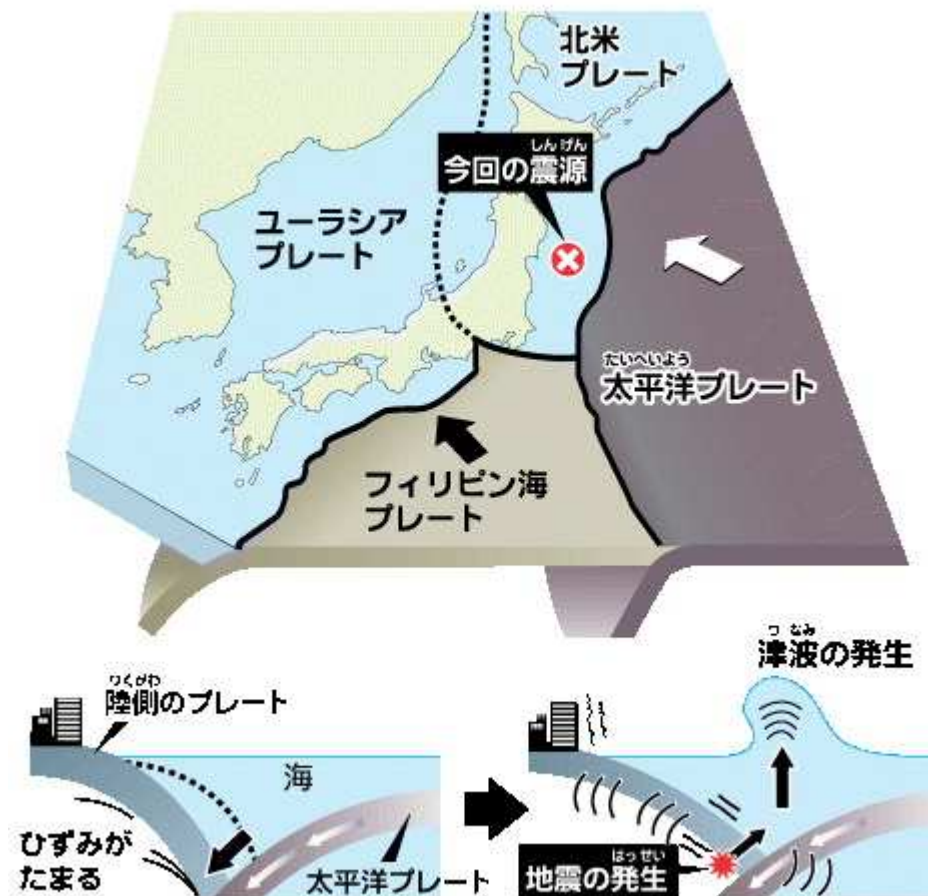 北米
プレート
しんげん
今回の震源
ユーラシア
プレート
たいへいよう
太平洋プレート
フィリピン海
プレート
つなみ
津波の発生
りくがわ
陸側のプレート
海
ひずみが
たまる
太平洋プレート
はっせい
地震の発生